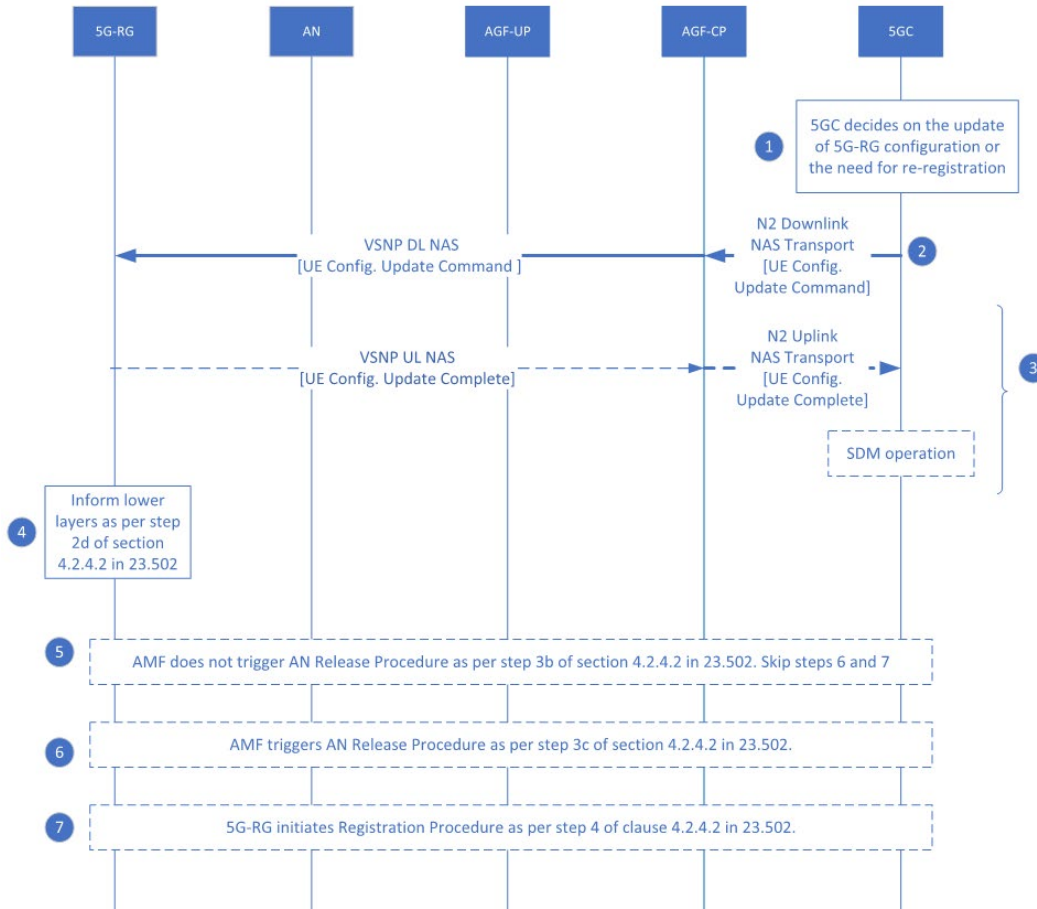 5G-RG
AN
AGF-UP
AGF-CP
5GC
1
5GC decides on the update
of 5G-RG configuration or
the need for re-registration
VSNP DL NAS
[UE Config. Update Command ]
N2 Downlink
NAS Transport
[UE Config.
Update Command]
2
VSNP UL NAS
[UE Config. Update Complete]
N2 Uplink
NAS Transport
[UE Config.
Update Complete]
3
SDM operation
4
Inform lower
layers as per step
2d of section
4.2.4.2 in 23.502
5
AMF does not trigger AN Release Procedure as per step 3b of section 4.2.4.2 in 23.502. Skip steps 6 and 7
6
AMF triggers AN Release Procedure as per step 3c of section 4.2.4.2 in 23.502.
7
5G-RG initiates Registration Procedure as per step 4 of clause 4.2.4.2 in 23.502.